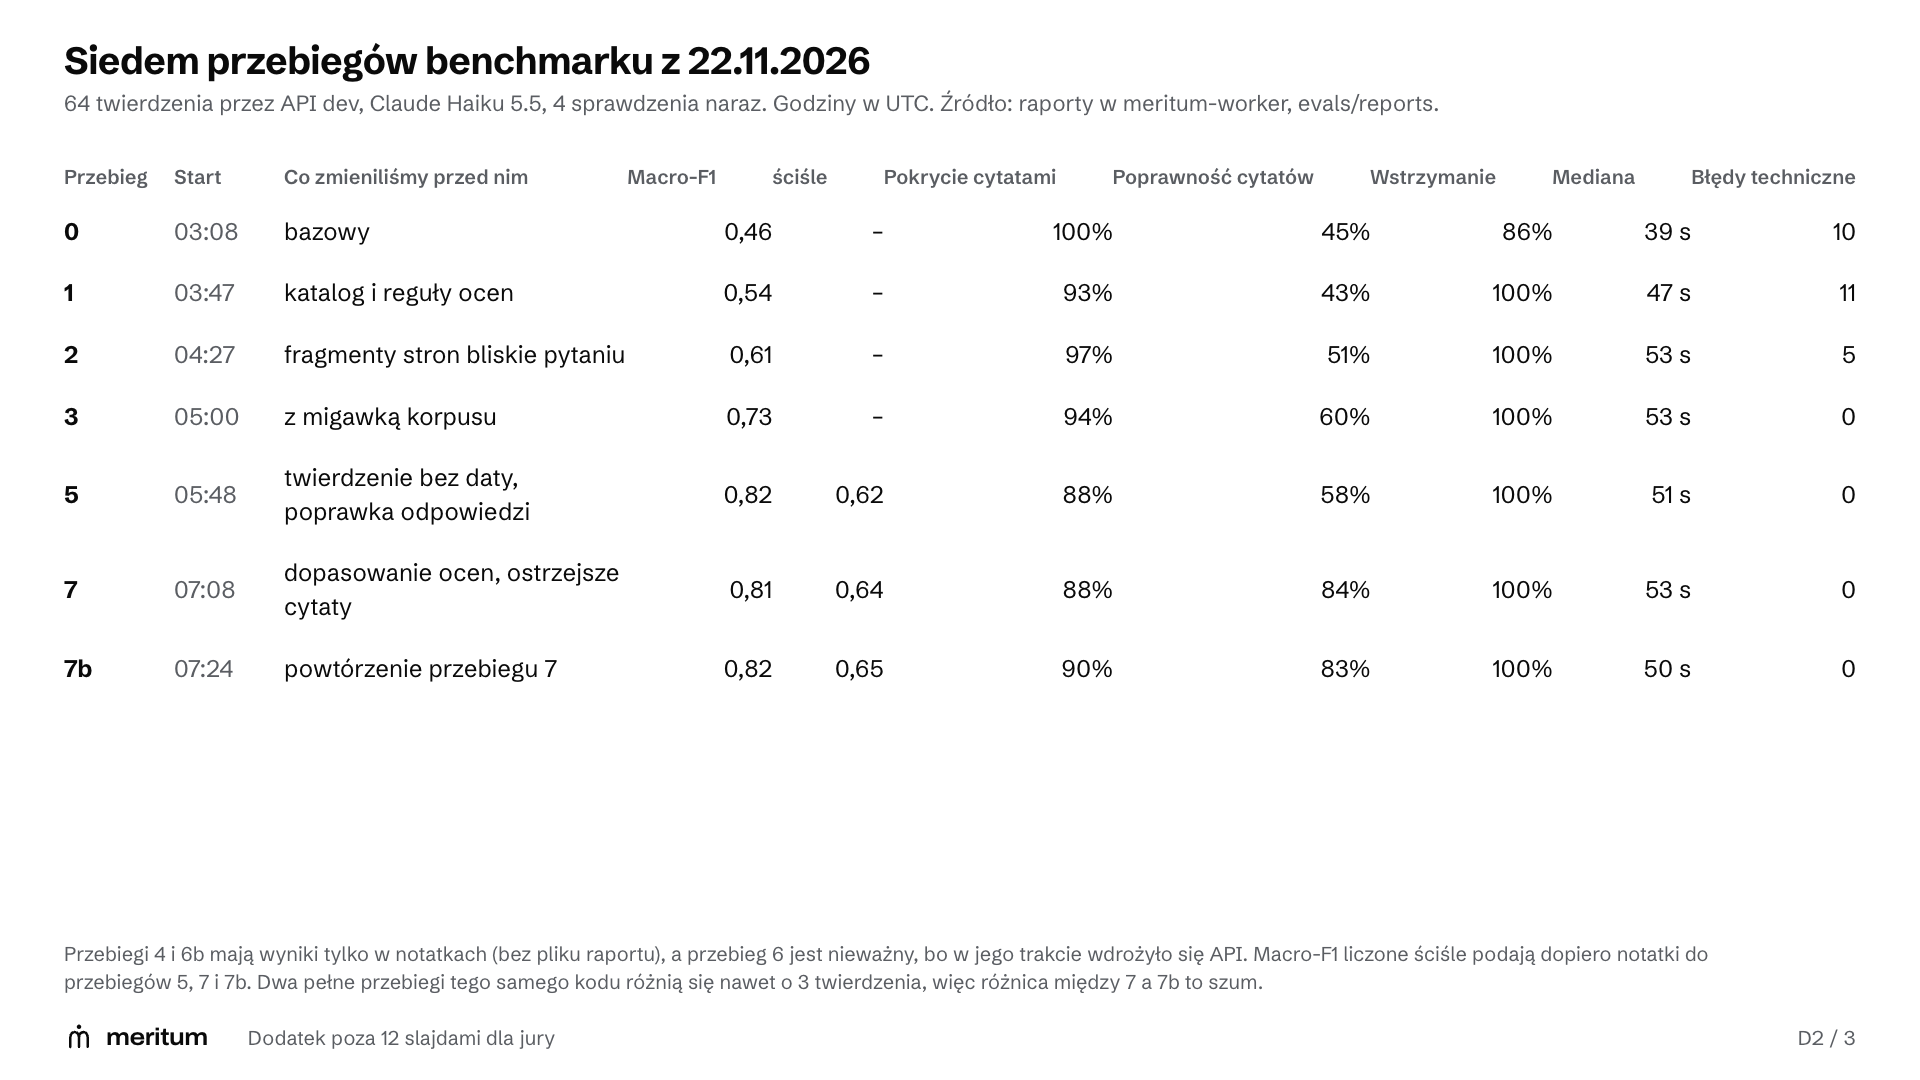 Siedem przebiegów benchmarku z 22.11.2026
64 twierdzenia przez API dev, Claude Haiku 5.5, 4 sprawdzenia naraz. Godziny w UTC. Źródło: raporty w meritum-worker, evals/reports.
Przebieg Start Co zmieniliśmy przed nim Macro-F1 ściśle Pokrycie cytatami Poprawność cytatów Wstrzymanie Mediana Błędy techniczne
0 03:08 bazowy 0,46 – 100% 45% 86% 39 s 10
1 03:47 katalog i reguły ocen 0,54 – 93% 43% 100% 47 s 11
2 04:27 fragmenty stron bliskie pytaniu 0,61 – 97% 51% 100% 53 s 5
3 05:00 z migawką korpusu 0,73 – 94% 60% 100% 53 s 0
5 05:48 twierdzenie bez daty, 0,82 0,62 88% 58% 100% 51 s 0
poprawka odpowiedzi
7 07:08 dopasowanie ocen, ostrzejsze 0,81 0,64 88% 84% 100% 53 s 0
cytaty
7b 07:24 powtórzenie przebiegu 7 0,82 0,65 90% 83% 100% 50 s 0
Przebiegi 4 i 6b mają wyniki tylko w notatkach (bez pliku raportu), a przebieg 6 jest nieważny, bo w jego trakcie wdrożyło się API. Macro-F1 liczone ściśle podają dopiero notatki do
przebiegów 5, 7 i 7b. Dwa pełne przebiegi tego samego kodu różnią się nawet o 3 twierdzenia, więc różnica między 7 a 7b to szum.
meritum Dodatek poza 12 slajdami dla jury D2 / 3